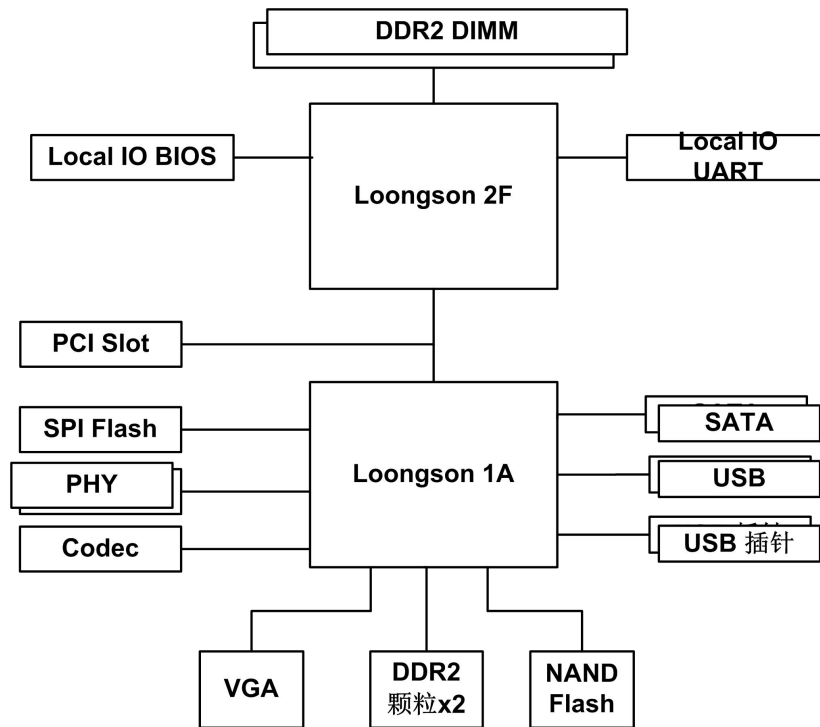 DDR2 DIMM
Local IO BIOS
Local IO
UART
Loongson 2F
PCI Slot
SPI Flash
SATA
PHY
Loongson 1A
USB
Codec
USB 插针
VGA
DDR2
颗粒x2
NAND
Flash